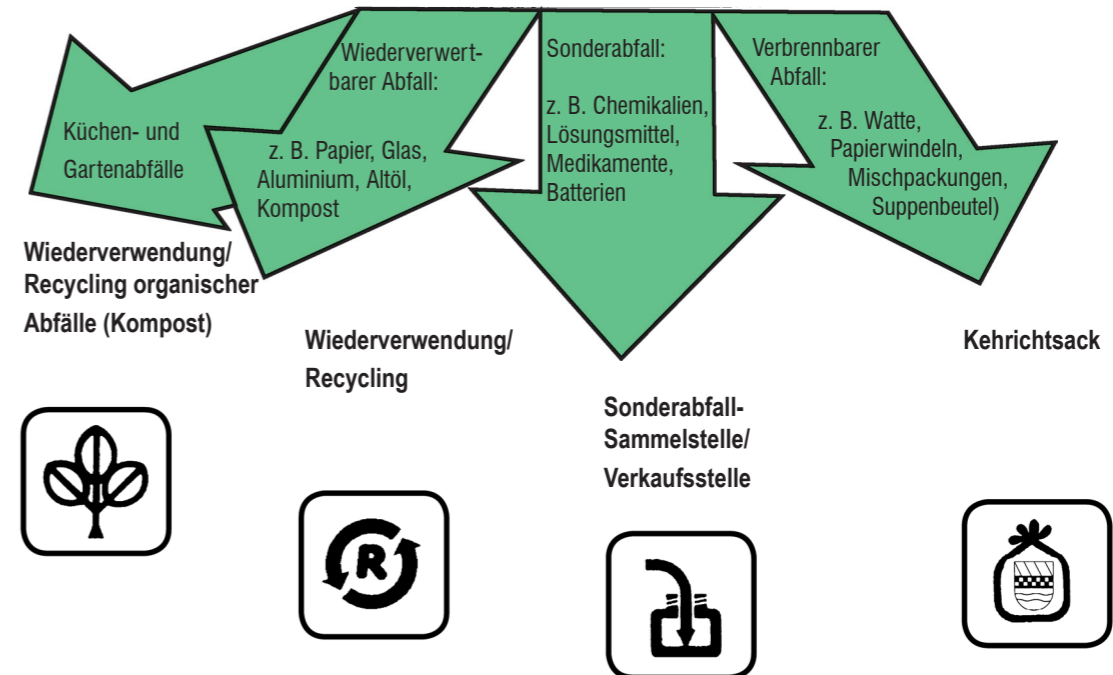 Küchen- und
Gartenabfälle
Wiederverwendung/
Recycling organischer
Abfälle (Kompost)
Wiederverwert-
barer Abfall:
z. B. Papier, Glas,
Aluminium, Altöl,
Kompost
Wiederverwendung/
Recycling
R
Sonderabfall:
z. B. Chemikalien,
Lösungsmittel,
Medikamente,
Batterien
Sonderabfall-
Sammelstelle/
Verkaufsstelle
Verbrennbarer
Abfall:
z. B. Watte,
Papierwindeln,
Mischpackungen,
Suppenbeutel)
Kehrichtsack